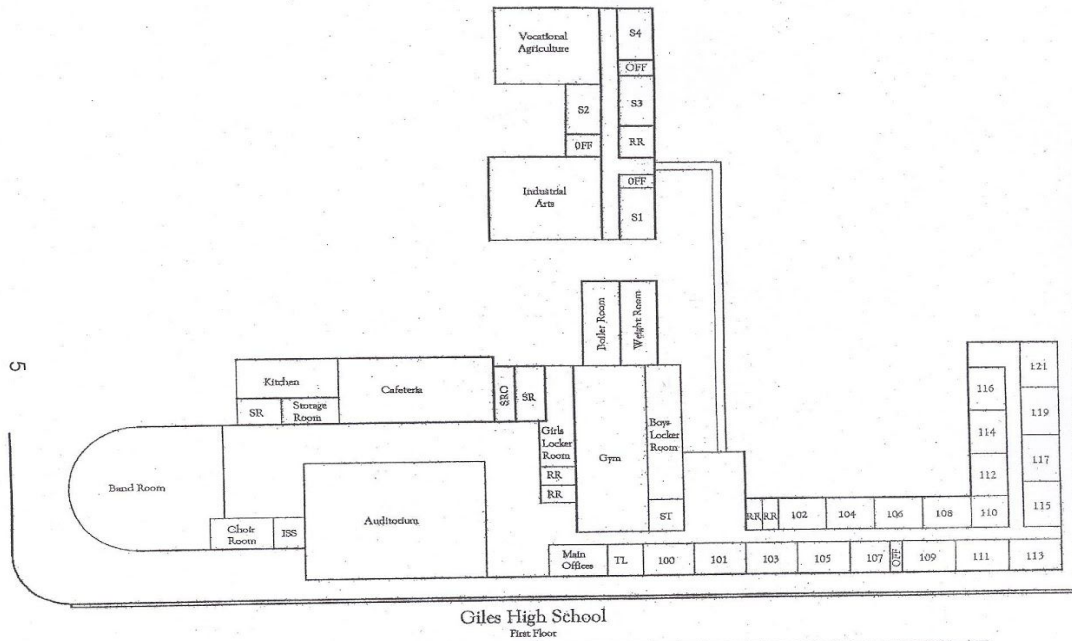 Vocational
Agriculture
S4
OFF
S2
S3
OFF
RR
Industrial
Arts
OFF
S1
Boiler Room
Weight Room
5
Kitchen
Cafeteria
SR
Storage
Room
SRO
SR
Girls
Locker
Room
RR
RR
Gym
Boys
Locker
Room
ST
116
121
114
119
112
117
110
115
Band Room
Choir
Room
ISS
Auditorium
RR
RR
102
104
106
108
Main
Offices
TL
100
101
103
105
107
OFF
109
111
113
Giles High School
First Floor